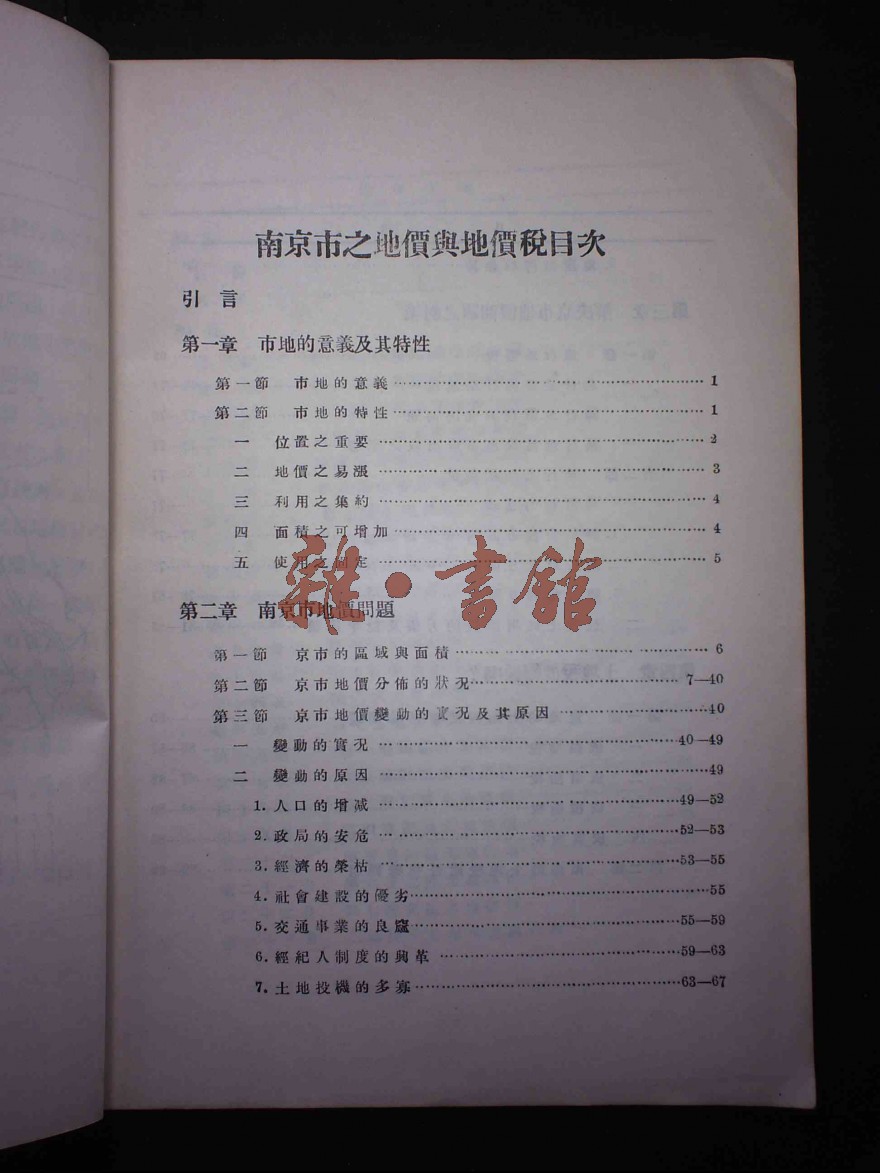 南京市之地價與地價稅目次
引言
第一章 市地的意義及其特性
第一節 市地的意義……1
第二節 市地的特性……1
一 位置之重要……2
二 地價之易漲……3
三 利用之集約……4
四 面積之可增加……4
五 使用之固定……5
雜·書館
第二章 南京市地價問題
第一節 京市的區域與面積……6
第二節 京市地價分佈的狀況……7—40
第三節 京市地價變動的實況及其原因……40
一 變動的實況……40—49
二 變動的原因……49
1.人口的增减……49—52
2.政局的安危……52—53
3.經濟的榮枯……53—55
4.社會建設的優劣……55
5.交通事業的良窳……55—59
6.經紀人制度的興革……59—63
7.土地投機的多寡……63—67